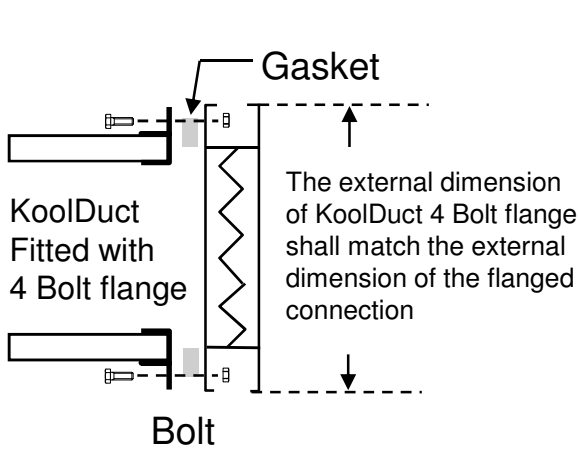 Gasket
The external dimension
of KoolDuct 4 Bolt flange
shall match the external
dimension of the flanged
connection
KoolDuct
Fitted with
4 Bolt flange
Bolt